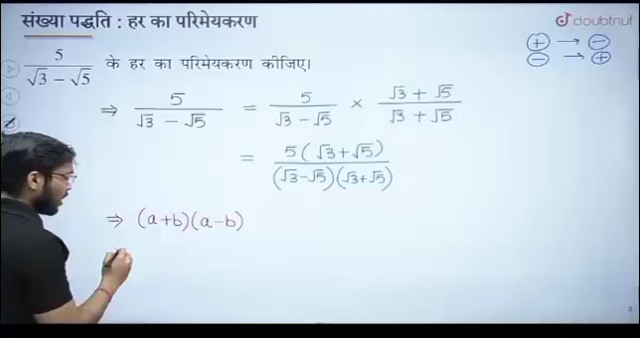 संख्या पद्धति : हर का परिमेयकरण
doubtnut
5/(√3 − √5) के हर का परिमेयकरण कीजिए।
(+) → (−)
(−) → (+)
⇒ 5/(√3 − √5) = 5/(√3 − √5) × (√3 + √5)/(√3 + √5)
= 5(√3+√5)/(√3−√5)(√3+√5)
⇒ (a+b)(a−b)